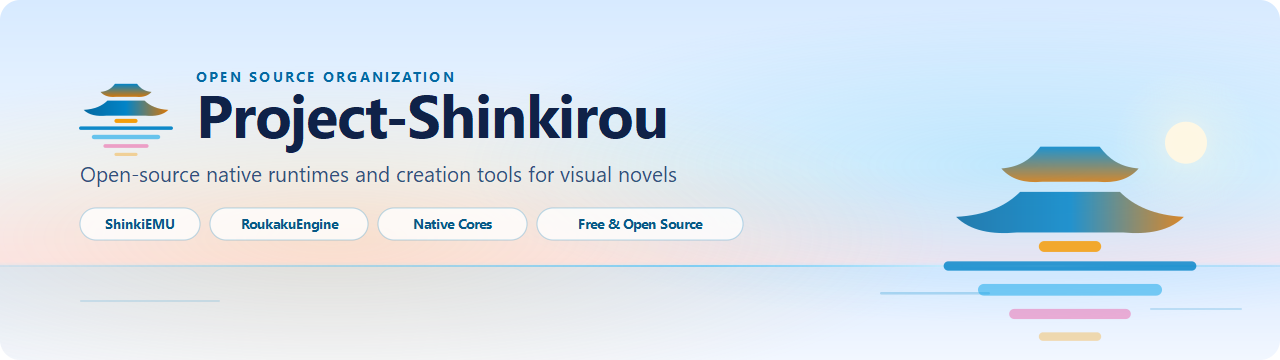 OPEN SOURCE ORGANIZATION
Project-Shinkirou
Open-source native runtimes and creation tools for visual novels
ShinkiEMU
RoukakuEngine
Native Cores
Free & Open Source